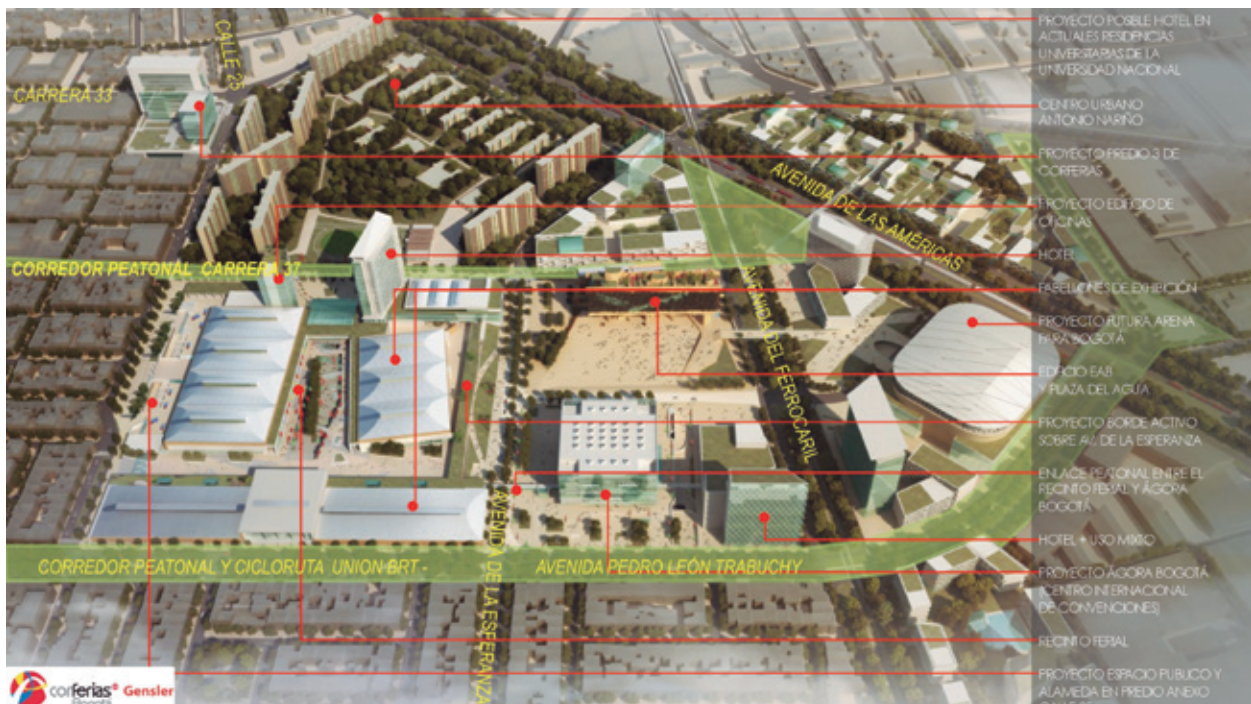 CALLE 25
CARRERA 33
CORREDOR PEATONAL CARRERA 37
AVENIDA DE LAS AMÉRICAS
AVENIDA DEL FERROCARIL
CORREDOR PEATONAL Y CICLORUTA UNION BRT -
AVENIDA PEDRO LEÓN TRABUCHY
AVENIDA DE LA ESPERANZA
PROYECTO POSIBLE HOTEL EN
ACTUALES RESIDENCIAS
UNIVERSITARIAS DE LA
UNIVERSIDAD NACIONAL
CENTRO URBANO
ANTONIO NARIÑO
PROYECTO PREDIO 3 DE
CORFERIAS
PROYECTO EDIFICIO DE
OFICINAS
HOTEL
PABELLONES DE EXHIBICIÓN
PROYECTO FUTURA ARENA
PARA BOGOTÁ
EDIFICIO EAB
Y PLAZA DEL AGUA
PROYECTO BORDE ACTIVO
SOBRE AV. DE LA ESPERANZA
ENLACE PEATONAL ENTRE EL
RECINTO FERIAL Y ÁGORA
BOGOTÁ
HOTEL + USO MIXTO
PROYECTO ÁGORA BOGOTÁ
(CENTRO INTERNACIONAL
DE CONVENCIONES)
RECINTO FERIAL
PROYECTO ESPACIO PUBLICO Y
ALAMEDA EN PREDIO ANEXO
corferias® Gensler
Bogotá